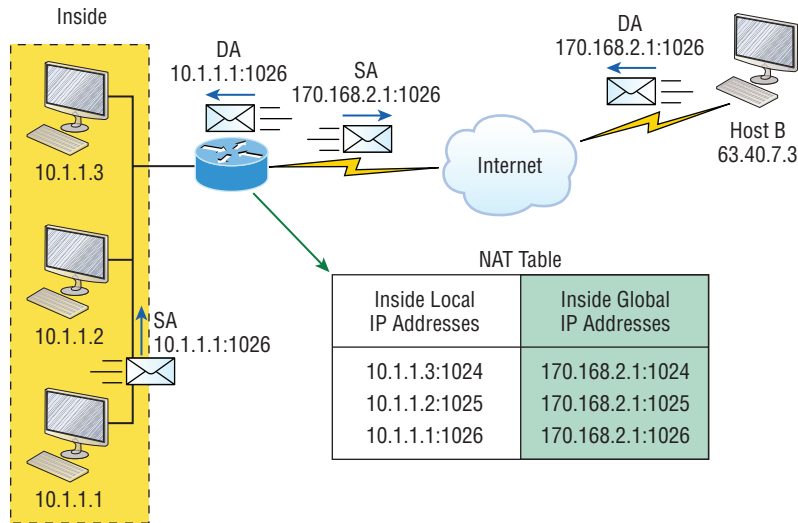 Inside
DA
10.1.1.1:1026
SA
170.168.2.1:1026
DA
170.168.2.1:1026
10.1.1.3
Internet
Host B
63.40.7.3
10.1.1.2
SA
10.1.1.1:1026
10.1.1.1
NAT Table
Inside Local
IP Addresses
Inside Global
IP Addresses
10.1.1.3:1024 170.168.2.1:1024
10.1.1.2:1025 170.168.2.1:1025
10.1.1.1:1026 170.168.2.1:1026